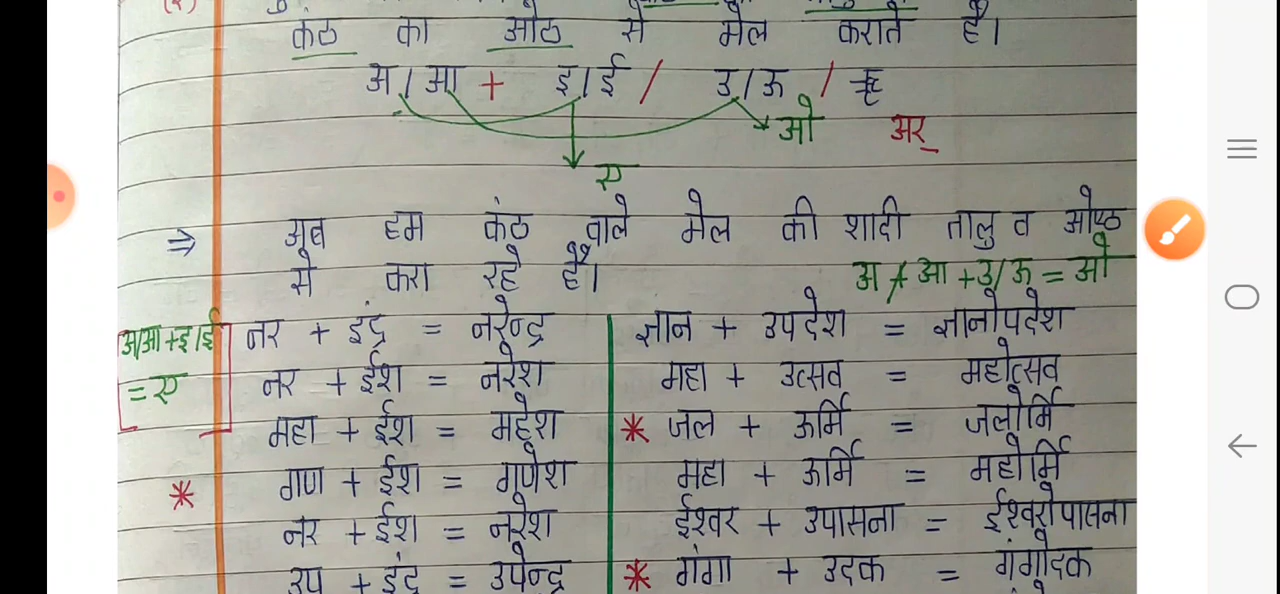 (२)
कंठ का ओठ से मेल कराते हैं।
अ/आ + इ/ई / उ/ऊ / ऋ
ओ अर्
ए
⇒ अब हम कंठ वाले मेल की शादी तालु व ओष्ठ
से करा रहे हैं।
अ/आ + उ/ऊ = ओ
अ/आ + इ/ई
= ए
नर + इंद्र = नरेन्द्र
नर + ईश = नरेश
महा + ईश = महेश
* गण + ईश = गणेश
नर + ईश = नरेश
उप + इंद्र = उपेन्द्र
ज्ञान + उपदेश = ज्ञानोपदेश
महा + उत्सव = महोत्सव
* जल + ऊर्मि = जलोर्मि
महा + ऊर्मि = महोर्मि
ईश्वर + उपासना = ईश्वरोपासना
* गंगा + उदक = गंगोदक